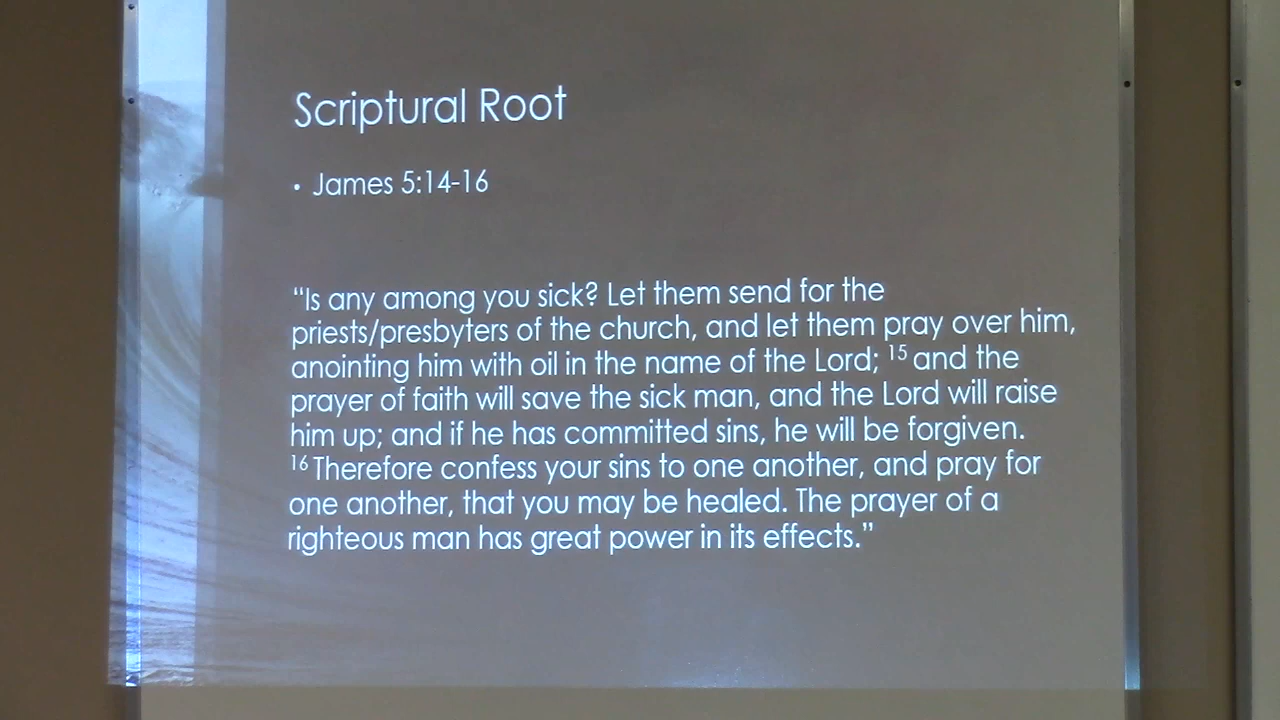 Scriptural Root
• James 5:14-16
“Is any among you sick? Let them send for the
priests/presbyters of the church, and let them pray over him,
anointing him with oil in the name of the Lord; 15 and the
prayer of faith will save the sick man, and the Lord will raise
him up; and if he has committed sins, he will be forgiven.
16 Therefore confess your sins to one another, and pray for
one another, that you may be healed. The prayer of a
righteous man has great power in its effects.”